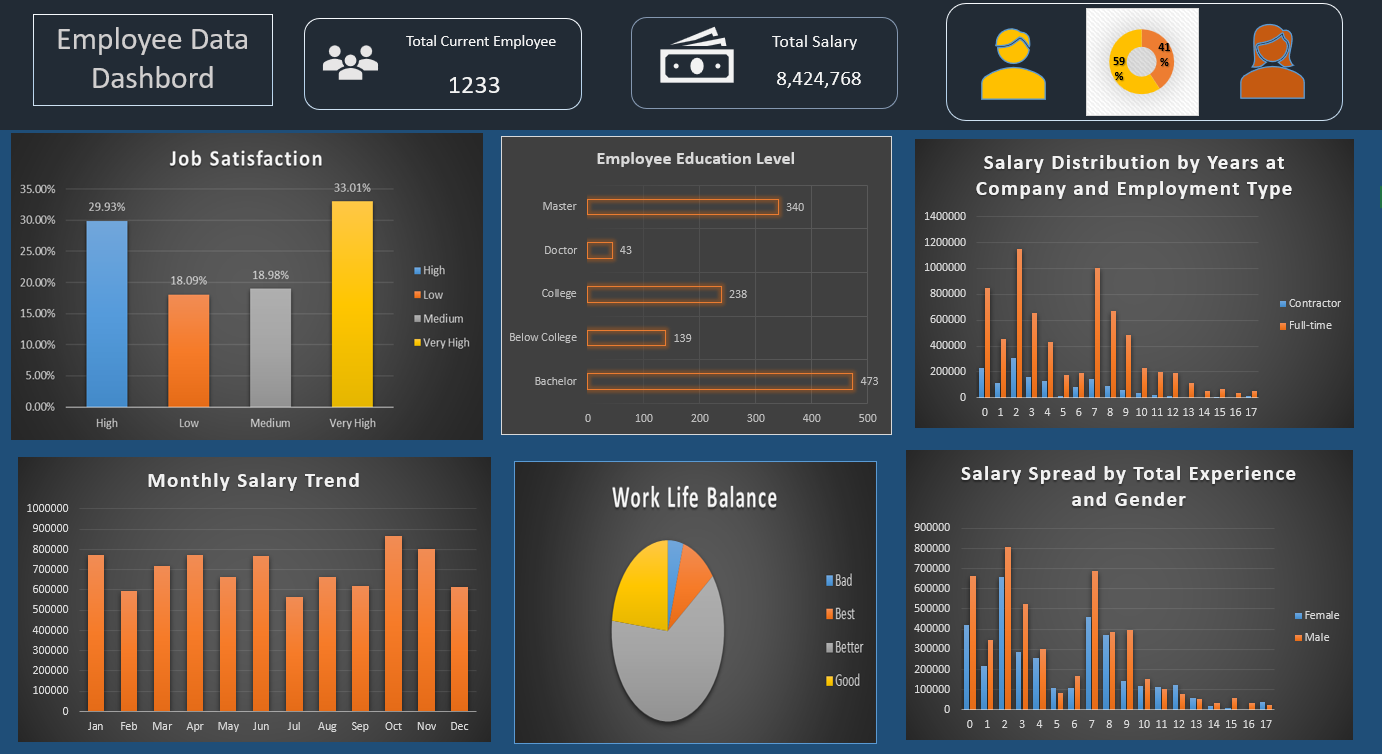 Employee Data
Dashbord
Total Current Employee
1233
Total Salary
8,424,768
59
%
41
%
Job Satisfaction
35.00%
30.00%
25.00%
20.00%
15.00%
10.00%
5.00%
0.00%
29.93%
18.09%
18.98%
33.01%
High
Low
Medium
Very High
High
Low
Medium
Very High
Employee Education Level
Master
340
Doctor
43
College
238
Below College
139
Bachelor
473
0 100 200 300 400 500
Salary Distribution by Years at
Company and Employment Type
1400000
1200000
1000000
800000
600000
400000
200000
0
0 1 2 3 4 5 6 7 8 9 10 11 12 13 14 15 16 17
Contractor
Full-time
Monthly Salary Trend
1000000
900000
800000
700000
600000
500000
400000
300000
200000
100000
0
Jan Feb Mar Apr May Jun Jul Aug Sep Oct Nov Dec
Work Life Balance
Bad
Best
Better
Good
Salary Spread by Total Experience
and Gender
900000
800000
700000
600000
500000
400000
300000
200000
100000
0
0 1 2 3 4 5 6 7 8 9 10 11 12 13 14 15 16 17
Female
Male